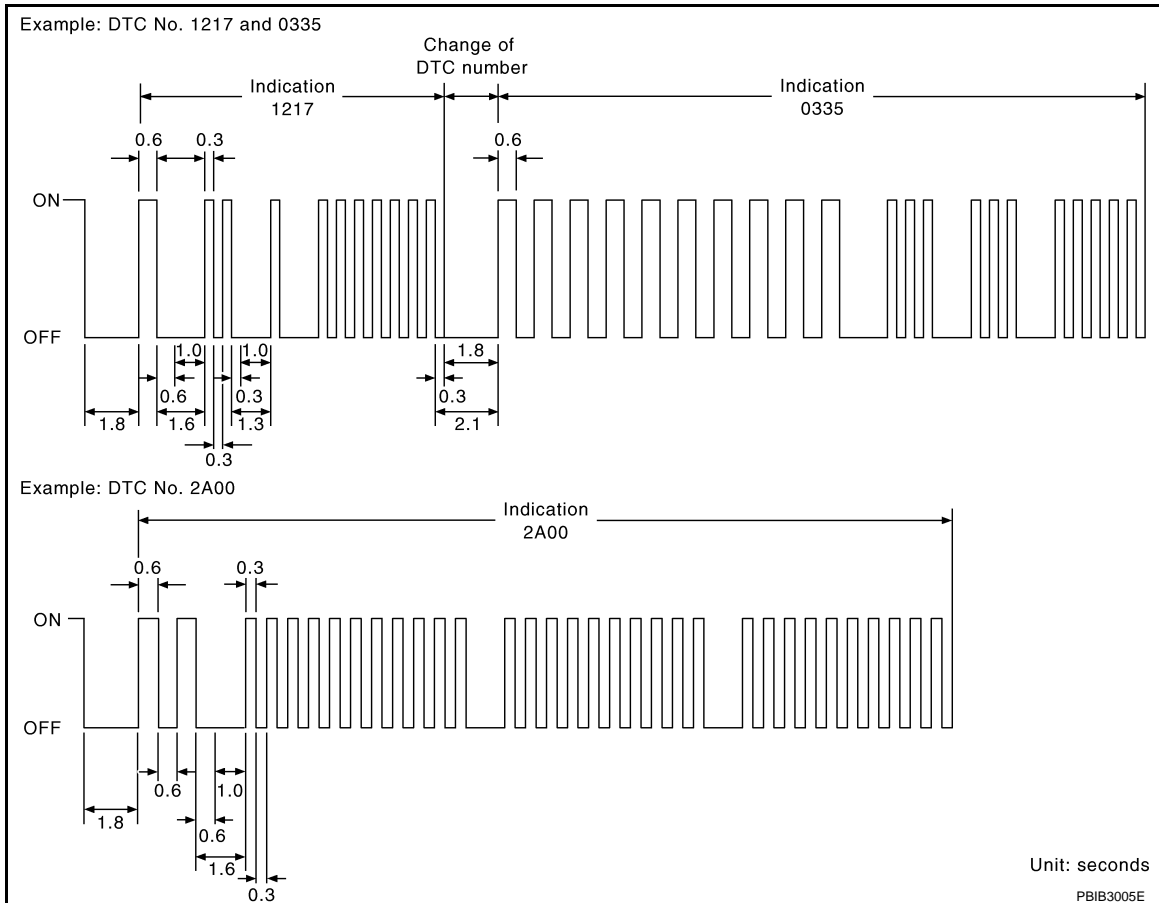 Example: DTC No. 1217 and 0335
Change of
DTC number
Indication
1217
Indication
0335
0.6
0.3
0.6
ON
OFF
1.0
1.0
1.8
0.6
0.3
0.3
1.8
1.6
1.3
2.1
0.3
Example: DTC No. 2A00
Indication
2A00
0.6
0.3
ON
OFF
0.6
1.0
1.8
0.6
1.6
0.3
Unit: seconds
PBIB3005E